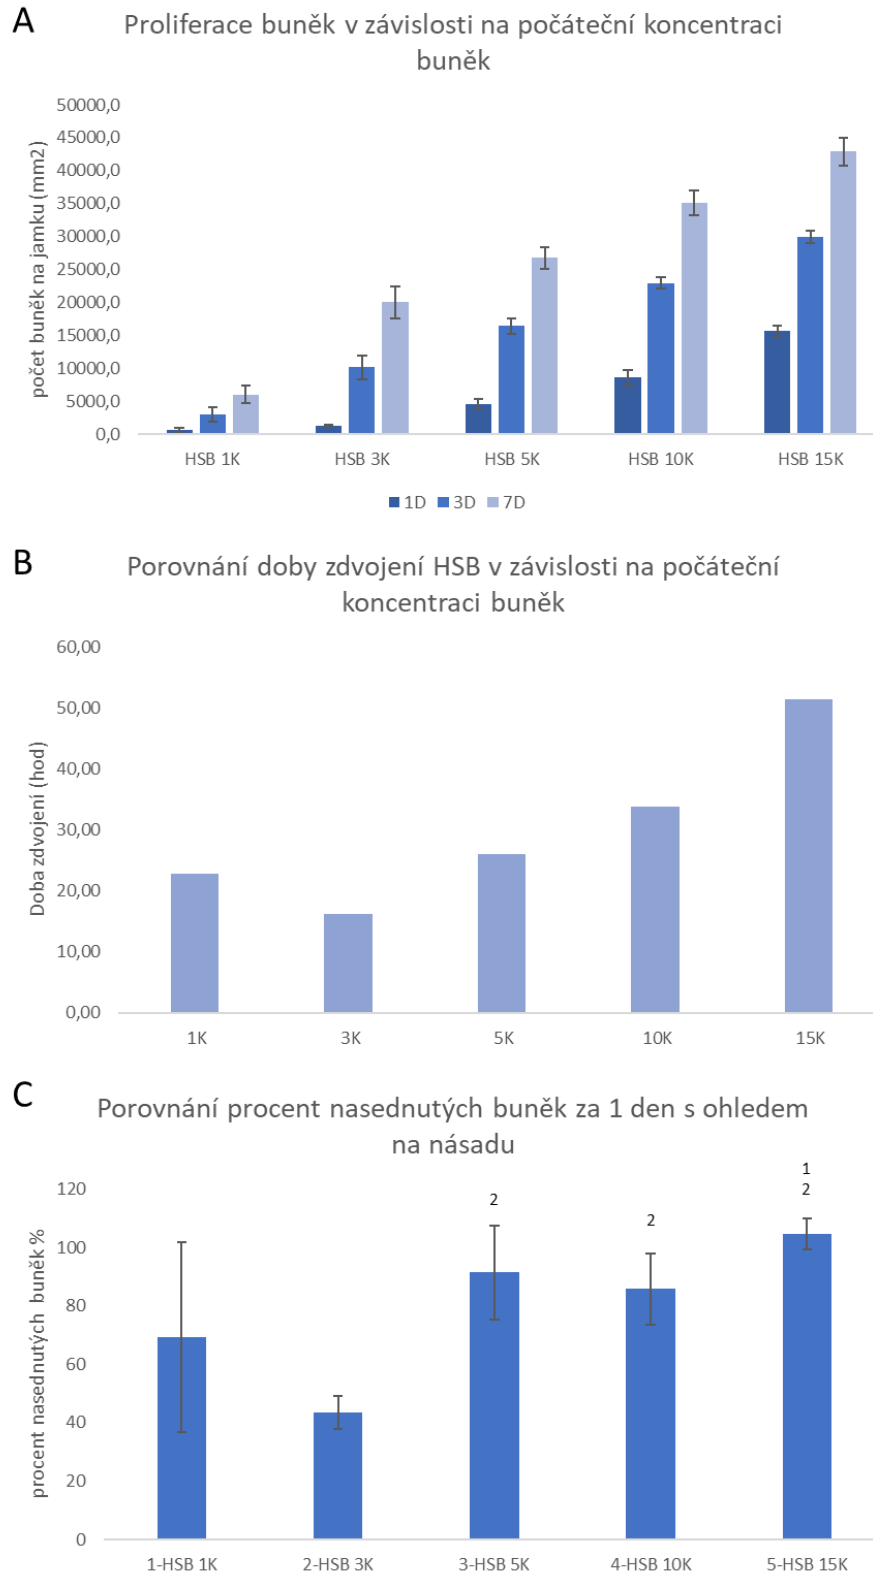 A
Proliferace buněk v závislosti na počáteční koncentraci
buněk
počet buněk na jamku (mm2)
50000,0
45000,0
40000,0
35000,0
30000,0
25000,0
20000,0
15000,0
10000,0
5000,0
0,0
HSB 1K HSB 3K HSB 5K HSB 10K HSB 15K
1D 3D 7D
B
Porovnání doby zdvojení HSB v závislosti na počáteční
koncentraci buněk
Doba zdvojení (hod)
60,00
50,00
40,00
30,00
20,00
10,00
0,00
1K 3K 5K 10K 15K
C
Porovnání procent nasednutých buněk za 1 den s ohledem
na násadu
procent nasednutých buněk %
120
100
80
60
40
20
0
2
2
1
2
1-HSB 1K 2-HSB 3K 3-HSB 5K 4-HSB 10K 5-HSB 15K